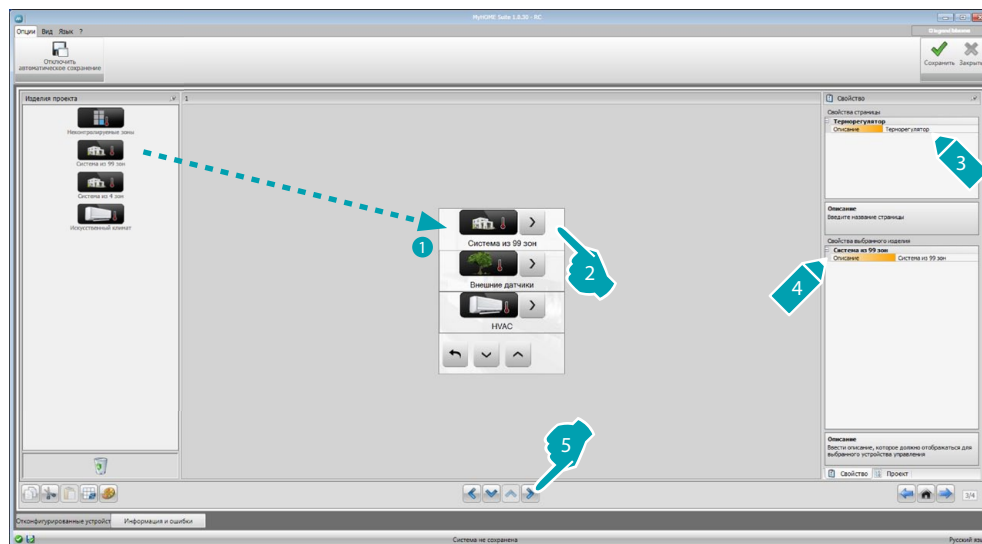 MyHOME Suite 1.0.30 - RC
Опции Вид Язык ?
Отключить
автоматическое сохранение
Сохранить Закрыть
Изделия проекта
1
Неконтролируемые зоны
Система из 99 зон
Система из 4 зон
Искусственный климат
1
Система из 99 зон
2
Внешние датчики
HVAC
5
Свойство
Свойства страницы
Терморегулятор
Описание Терморегулятор
3
Описание
Введите название страницы
Свойства выбранного изделия
Система из 99 зон
Описание Система из 99 зон
4
Описание
Ввести описание, которое должно отображаться для
выбранного устройства управления
Свойство Проект
3/4
Отконфигурированные устройст Информация и ошибки
Система не сохранена
Русский язы